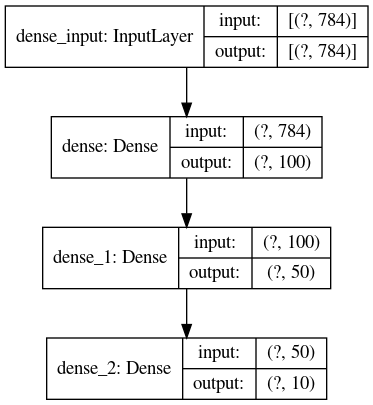 dense_input: InputLayer
input: [(?, 784)]
output: [(?, 784)]
dense: Dense
input: (?, 784)
output: (?, 100)
dense_1: Dense
input: (?, 100)
output: (?, 50)
dense_2: Dense
input: (?, 50)
output: (?, 10)